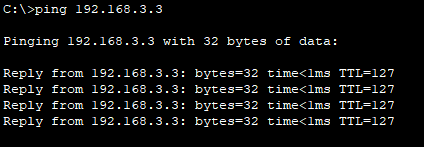 C:\>ping 192.168.3.3
Pinging 192.168.3.3 with 32 bytes of data:
Reply from 192.168.3.3: bytes=32 time<1ms TTL=127
Reply from 192.168.3.3: bytes=32 time<1ms TTL=127
Reply from 192.168.3.3: bytes=32 time<1ms TTL=127
Reply from 192.168.3.3: bytes=32 time<1ms TTL=127